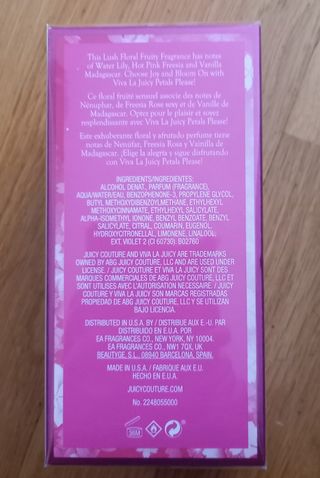 This Lush Floral Fruity Fragrance has notes
of Water Lily, Hot Pink Freesia and Vanilla
Madagascar. Choose Joy and Bloom On with
Viva La Juicy Petals Please!
Ce floral fruité sensuel associe des notes de
Nénuphar, de Freesia Rose sexy et de Vanille de
Madagascar. Optez pour le plaisir et soyez
resplendissante avec Viva La Juicy Petals Please!
Este exhuberante floral y afrutado perfume tiene
notas de Nenúfar, Freesia Rosa y Vainilla de
Madagascar. ¡Elige la alegría y sigue disfrutando
con Viva La Juicy Petals Please!
INGREDIENTS/INGREDIENTES:
ALCOHOL DENAT., PARFUM (FRAGRANCE),
AQUA/WATER/EAU, BENZOPHENONE-3, PROPYLENE GLYCOL,
BUTYL METHOXYDIBENZOYLMETHANE, ETHYLHEXYL
METHOXYCINNAMATE, ETHYLHEXYL SALICYLATE,
ALPHA-ISOMETHYL IONONE, BENZYL BENZOATE, BENZYL
SALICYLATE, CITRAL, COUMARIN, EUGENOL,
HYDROXYCITRONELLAL, LIMONENE, LINALOOL,
EXT. VIOLET 2 (CI 60730); B02760
JUICY COUTURE AND VIVA LA JUICY ARE TRADEMARKS
OWNED BY ABG JUICY COUTURE, LLC AND ARE USED UNDER
LICENSE. / JUICY COUTURE ET VIVA LA JUICY SONT DES
MARQUES COMMERCIALES DE ABG JUICY COUTURE, LLC ET
SONT UTILISÉES AVEC L'AUTORISATION NECESSAIRE. / JUICY
COUTURE Y VIVA LA JUICY SON MARCAS REGISTRADAS
PROPIEDAD DE ABG JUICY COUTURE, LLC Y SE UTILIZAN
BAJO LICENCIA.
DISTRIBUTED IN U.S.A. BY / DISTRIBUE AUX E.-U. PAR
DISTRIBUIDO EN E.U.A. POR
EA FRAGRANCES CO., NEW YORK, NY 10004.
EA FRAGRANCES CO., NW1 7QX, UK
BEAUTYGE, S.L., 08940 BARCELONA, SPAIN.
MADE IN U.S.A. / FABRIQUE AUX E.U.
HECHO EN E.U.A.
JUICYCOUTURE.COM
No. 2248055000
36M